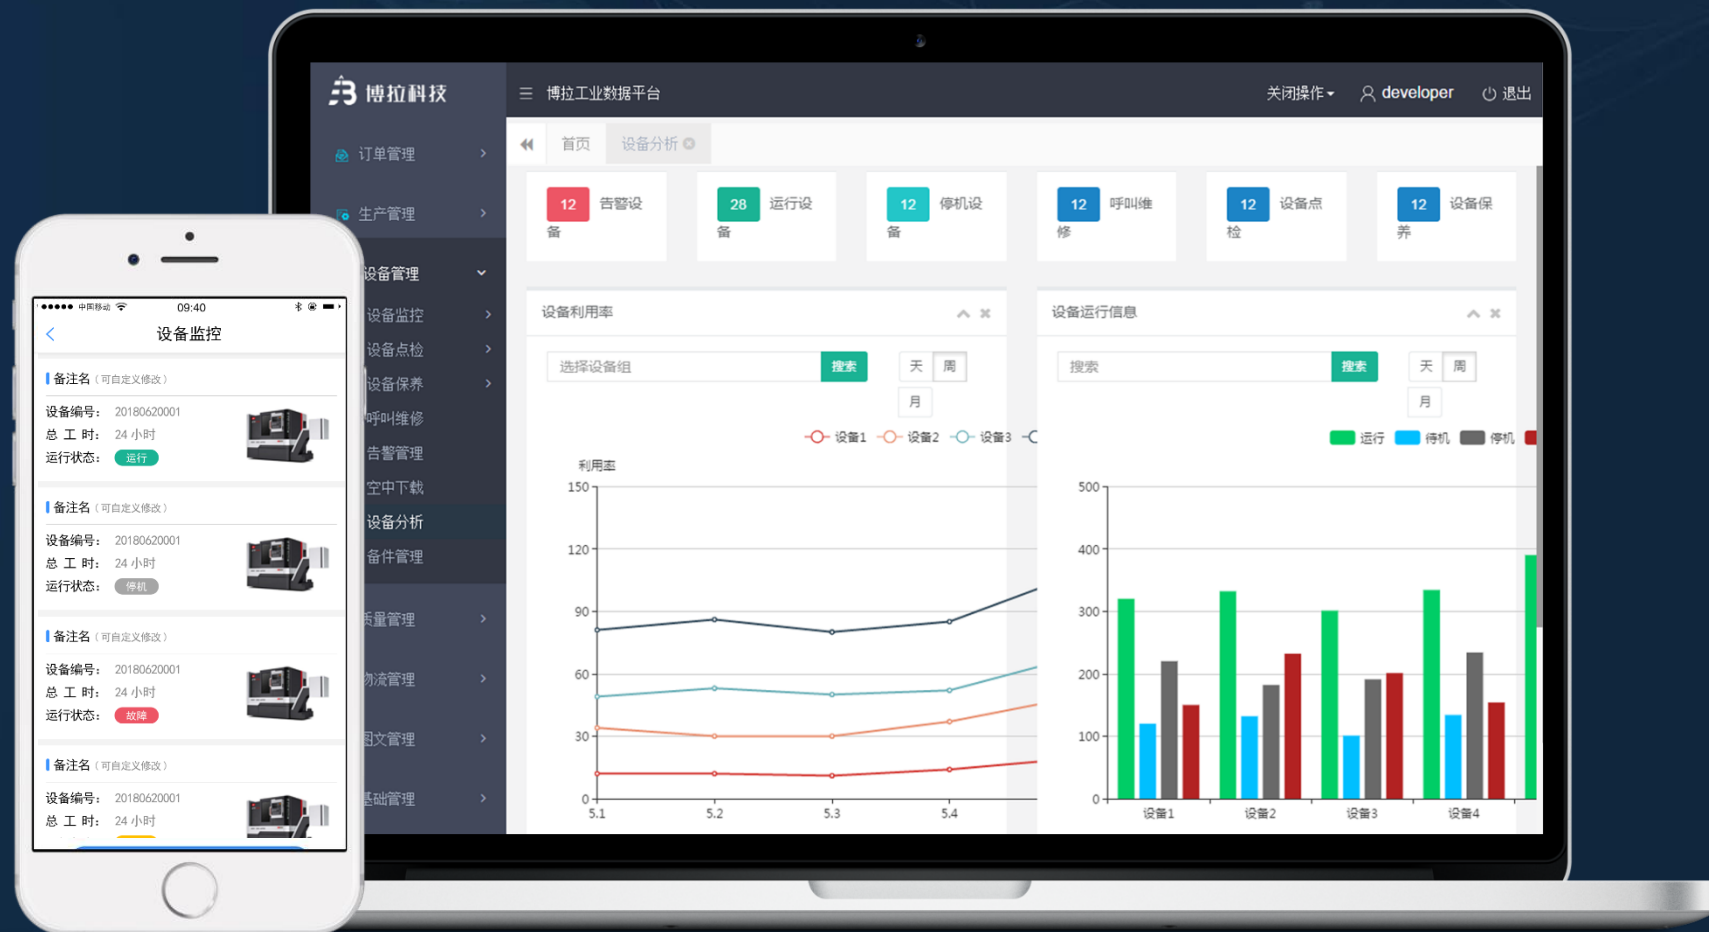 博拉科技
博拉工业数据平台
关闭操作
developer
退出
首页
设备分析
订单管理
生产管理
设备管理
设备监控
设备点检
设备保养
呼叫维修
告警管理
空中下载
设备分析
备件管理
质量管理
物流管理
图文管理
基础管理
12 告警设
备
28 运行设
备
12 停机设
备
12 呼叫维
修
12 设备点
检
12 设备保
养
设备利用率
选择设备组
搜索
天 周
月
设备1 设备2 设备3
利用率
150
120
90
60
30
0
5.1 5.2 5.3 5.4
设备运行信息
搜索
搜索
天 周
月
运行 待机 停机
500
400
300
200
100
0
设备1 设备2 设备3 设备4
中国移动 09:40
设备监控
备注名(可自定义修改)
设备编号: 20180620001
总 工 时: 24 小时
运行状态: 运行
备注名(可自定义修改)
设备编号: 20180620001
总 工 时: 24 小时
运行状态: 停机
备注名(可自定义修改)
设备编号: 20180620001
总 工 时: 24 小时
运行状态: 故障
备注名(可自定义修改)
设备编号: 20180620001
总 工 时: 24 小时